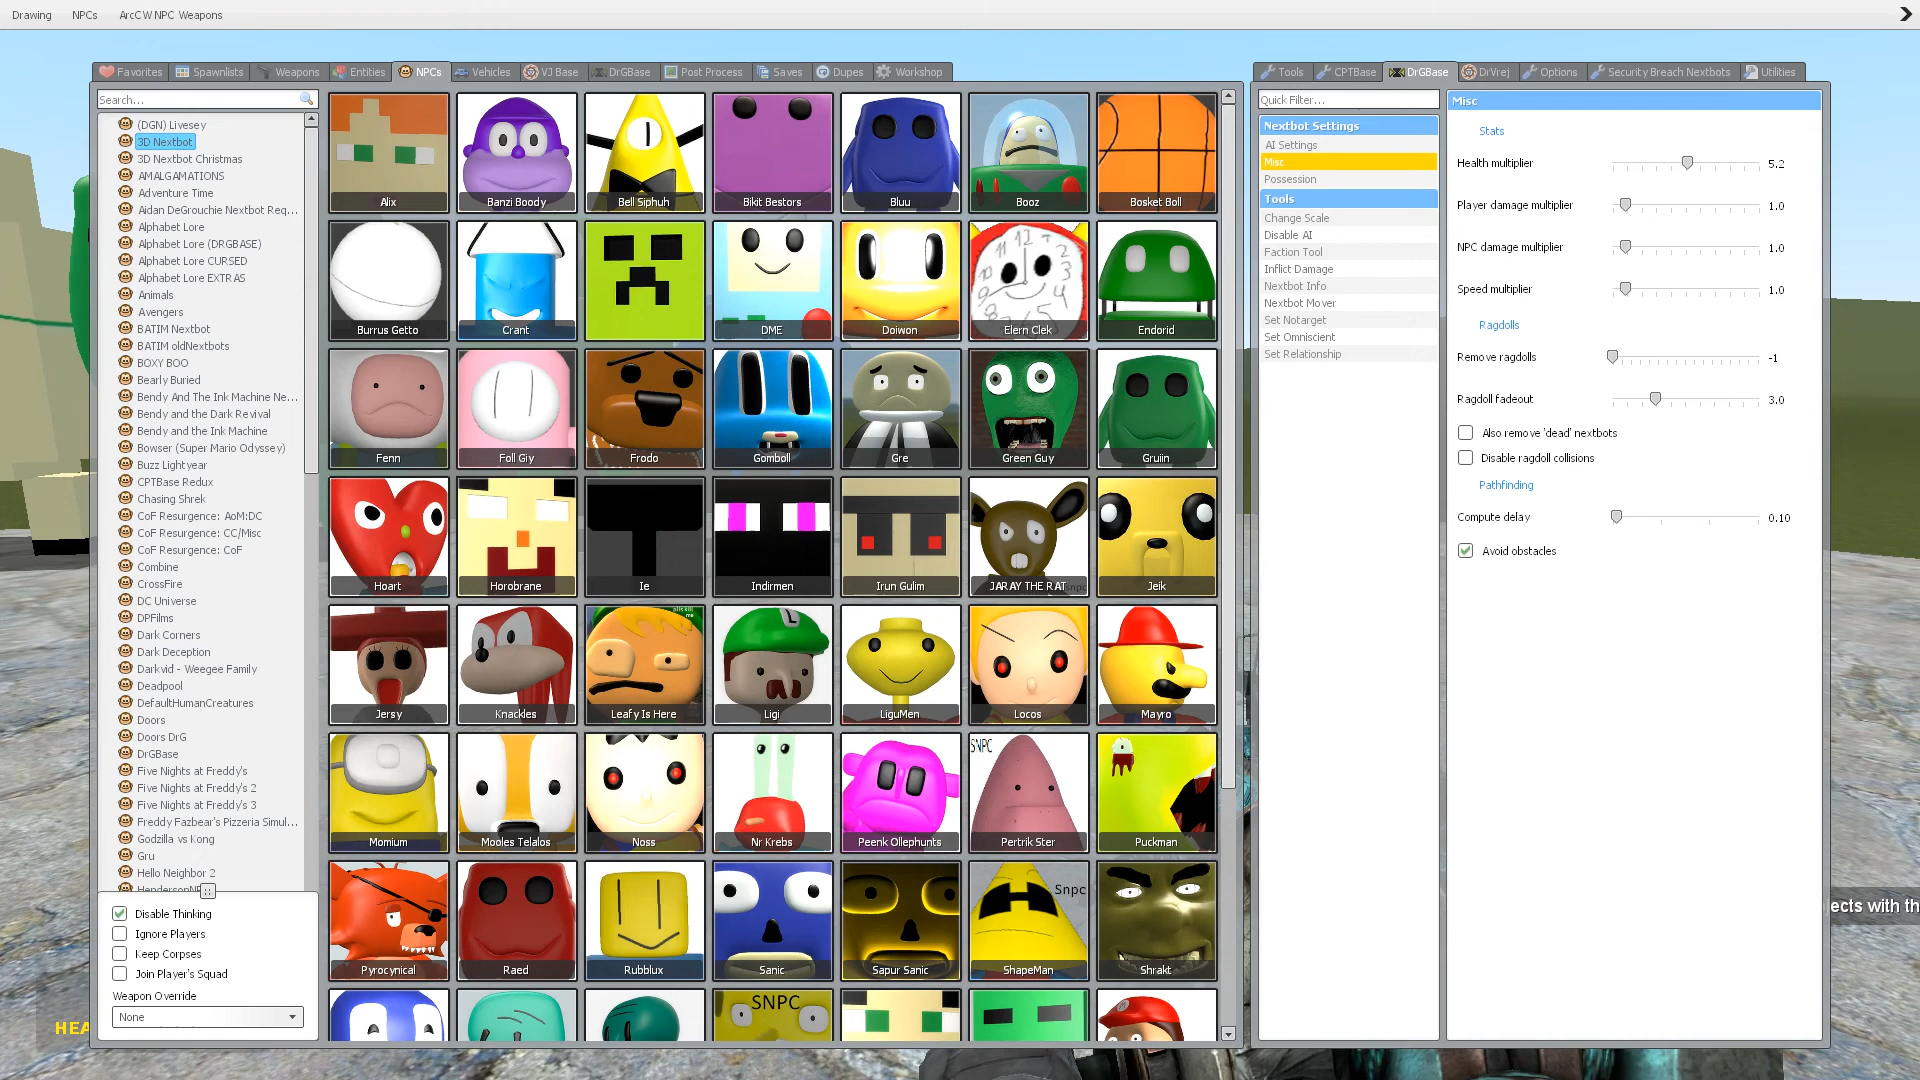 Drawing NPCs ArcCW NPC Weapons
Favorites Spawnlists Weapons Entities NPCs Vehicles VJ Base DrGBase Post Process Saves Dupes Workshop
Search...
(DGN) Livesey
3D Nextbot
3D Nextbot Christmas
AMALGAMATIONS
Adventure Time
Aidan DeGrouchie Nextbot Req...
Alphabet Lore
Alphabet Lore (DRGBASE)
Alphabet Lore CURSED
Alphabet Lore EXTRAS
Animals
Avengers
BATIM Nextbot
BATIM oldNextbots
BOXY BOO
Bearly Buried
Bendy And The Ink Machine Ne...
Bendy and the Dark Revival
Bendy and the Ink Machine
Bowser (Super Mario Odyssey)
Buzz Lightyear
CPTBase Redux
Chasing Shrek
CoF Resurgence: AoM:DC
CoF Resurgence: CC/Misc
CoF Resurgence: CoF
Combine
CrossFire
DC Universe
DPFilms
Dark Corners
Dark Deception
Darkvid - Weegee Family
Deadpool
DefaultHumanCreatures
Doors
Doors DrG
DrGBase
Five Nights at Freddy's
Five Nights at Freddy's 2
Five Nights at Freddy's 3
Freddy Fazbear's Pizzeria Simul...
Godzilla vs Kong
Gru
Hello Neighbor 2
Disable Thinking
Ignore Players
Keep Corpses
Join Player's Squad
Weapon Override
None
HEA
Alix Banzi Boody Bell Siphuh Bikit Bestors Bluu Booz Bosket Boll
12
Burrus Getto Crant DME Doiwon Elern Clek Endorid
Fenn Foll Giy Frodo Gomboll Gre Green Guy Gruiin
Hoart Horobrane Ie Indirmen Irun Gulim JARAY THE RAT snpc Jeik
L
Jersy Knackles Leafy Is Here Ligi LiguMen Locos Mayro
SNPC
Momium Mooles Telalos Noss Nr Krebs Peenk Ollephunts Pertrik Ster Puckman
Snpc
Pyrocynical Raed Rubblux Sanic Sapur Sanic ShapeMan Shrakt
SNPC
Tools CPTBase DrGBase DrVrej Options Security Breach Nextbots Utilities
Quick Filter...
Nextbot Settings
AI Settings
Misc
Possession
Tools
Change Scale
Disable AI
Faction Tool
Inflict Damage
Nextbot Info
Nextbot Mover
Set Notarget
Set Omniscient
Set Relationship
Misc
Stats
Health multiplier 5.2
Player damage multiplier 1.0
NPC damage multiplier 1.0
Speed multiplier 1.0
Ragdolls
Remove ragdolls -1
Ragdoll fadeout 3.0
Also remove 'dead' nextbots
Disable ragdoll collisions
Pathfinding
Compute delay 0.10
Avoid obstacles
ects with th